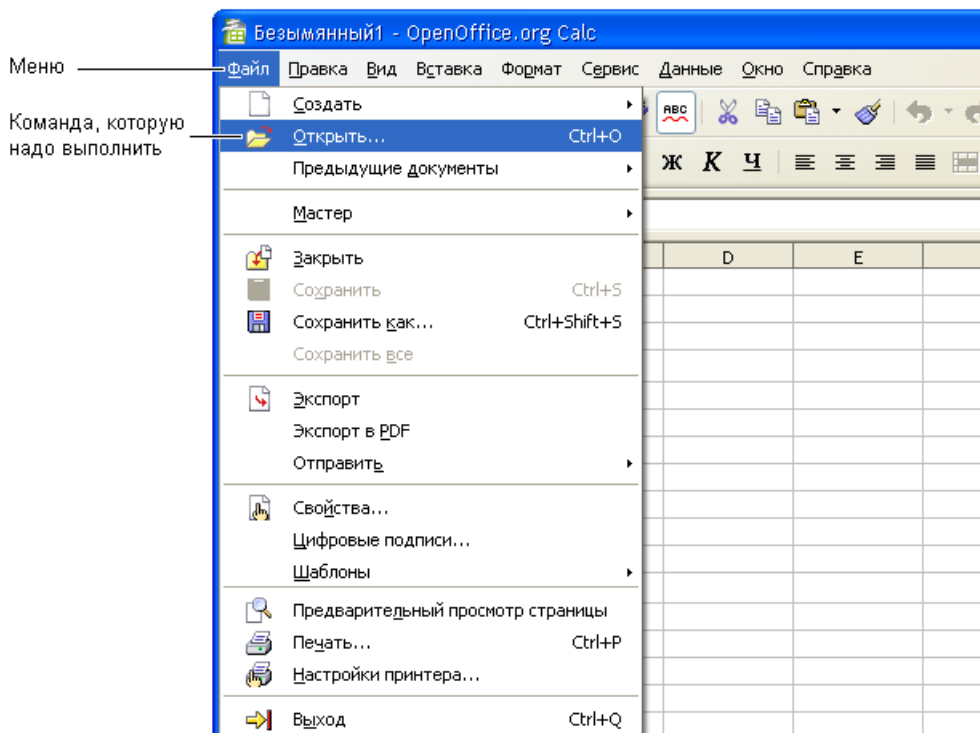 Безымянный1 - OpenOffice.org Calc
Меню
Файл Правка Вид Вставка Формат Сервис Данные Окно Справка
Создать
ABC
Команда, которую
надо выполнить
Открыть... Ctrl+O
Ж К Ч
Предыдущие документы
Мастер
D E
Закрыть
Сохранить Ctrl+S
Сохранить как... Ctrl+Shift+S
Сохранить все
Экспорт
Экспорт в PDF
Отправить
Свойства...
Цифровые подписи...
Шаблоны
Предварительный просмотр страницы
Печать... Ctrl+P
Настройки принтера...
Выход Ctrl+Q